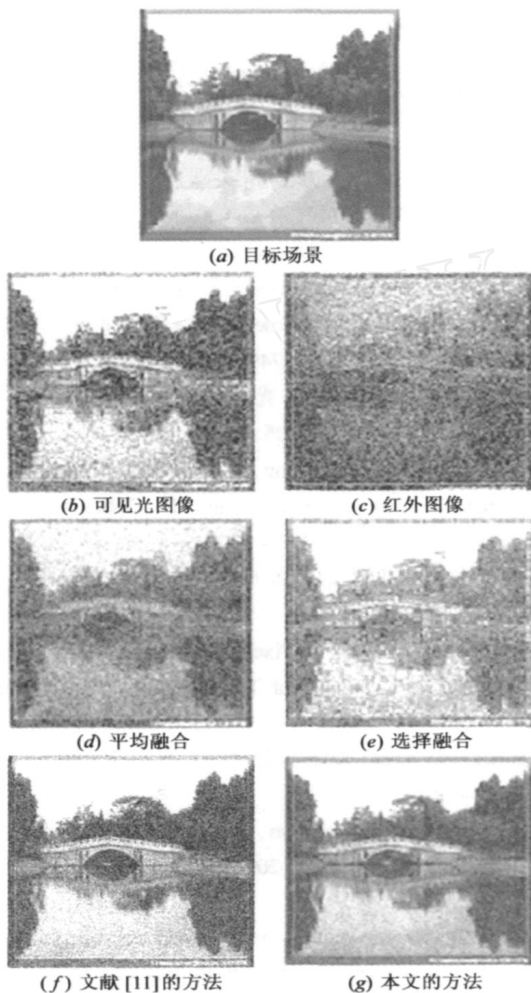 (a) 目标场景
(b) 可见光图像
(c) 红外图像
(d) 平均融合
(e) 选择融合
(f) 文献 [11]的方法
(g) 本文的方法